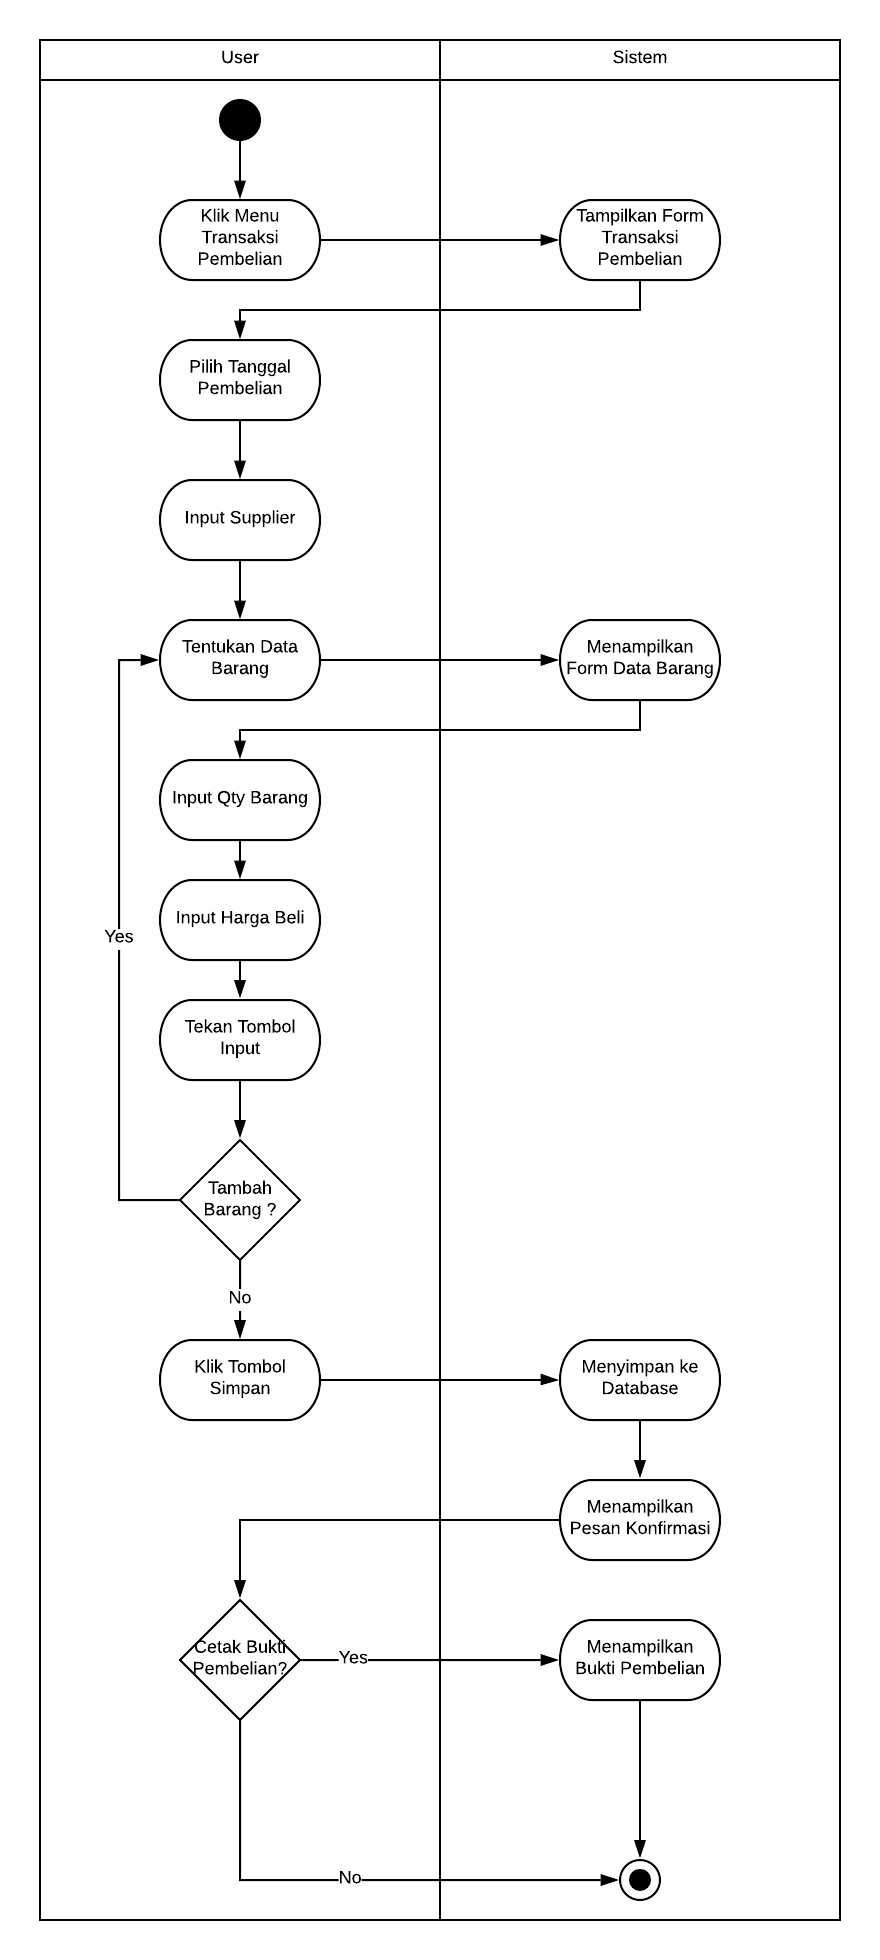 User
Sistem
Klik Menu
Transaksi
Pembelian
Tampilkan Form
Transaksi
Pembelian
Pilih Tanggal
Pembelian
Input Supplier
Tentukan Data
Barang
Menampilkan
Form Data Barang
Input Qty Barang
Input Harga Beli
Yes
Tekan Tombol
Input
Tambah
Barang ?
No
Klik Tombol
Simpan
Menyimpan ke
Database
Menampilkan
Pesan Konfirmasi
Cetak Bukti
Pembelian?
Yes
Menampilkan
Bukti Pembelian
No